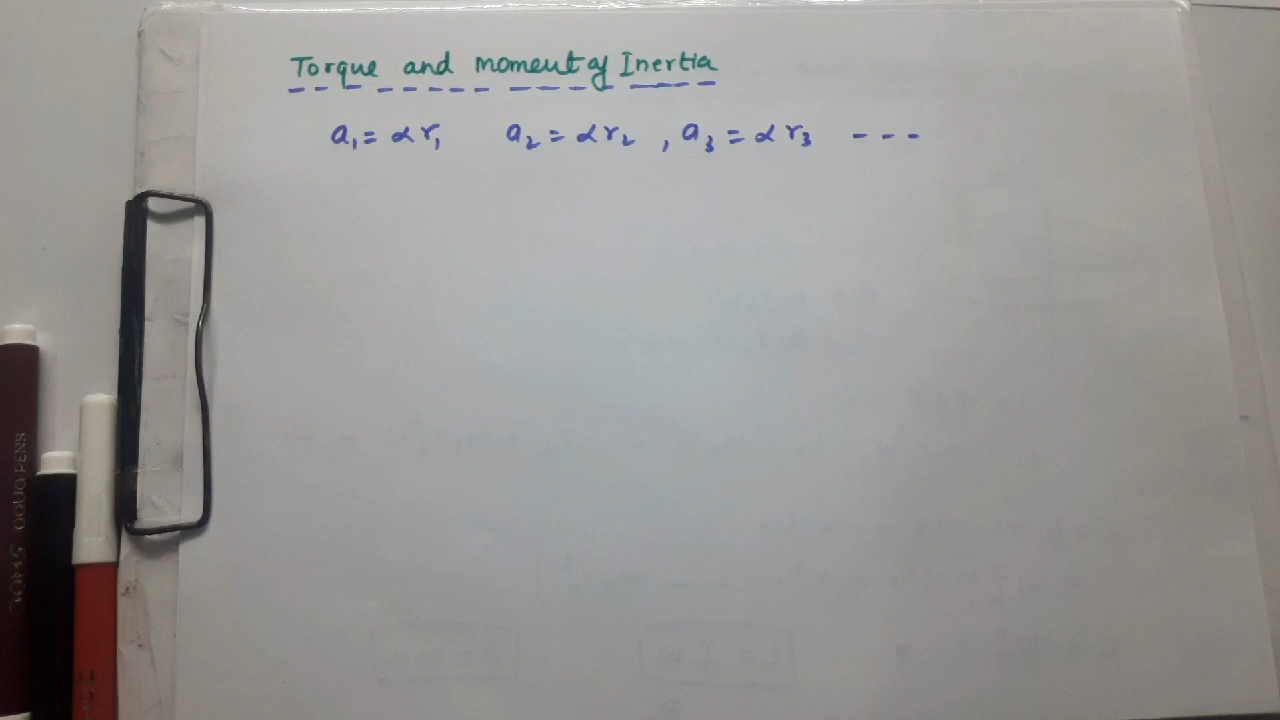 Torque and moment of Inertia
a₁ = αr₁ a₂ = αr₂ , a₃ = αr₃ - - -